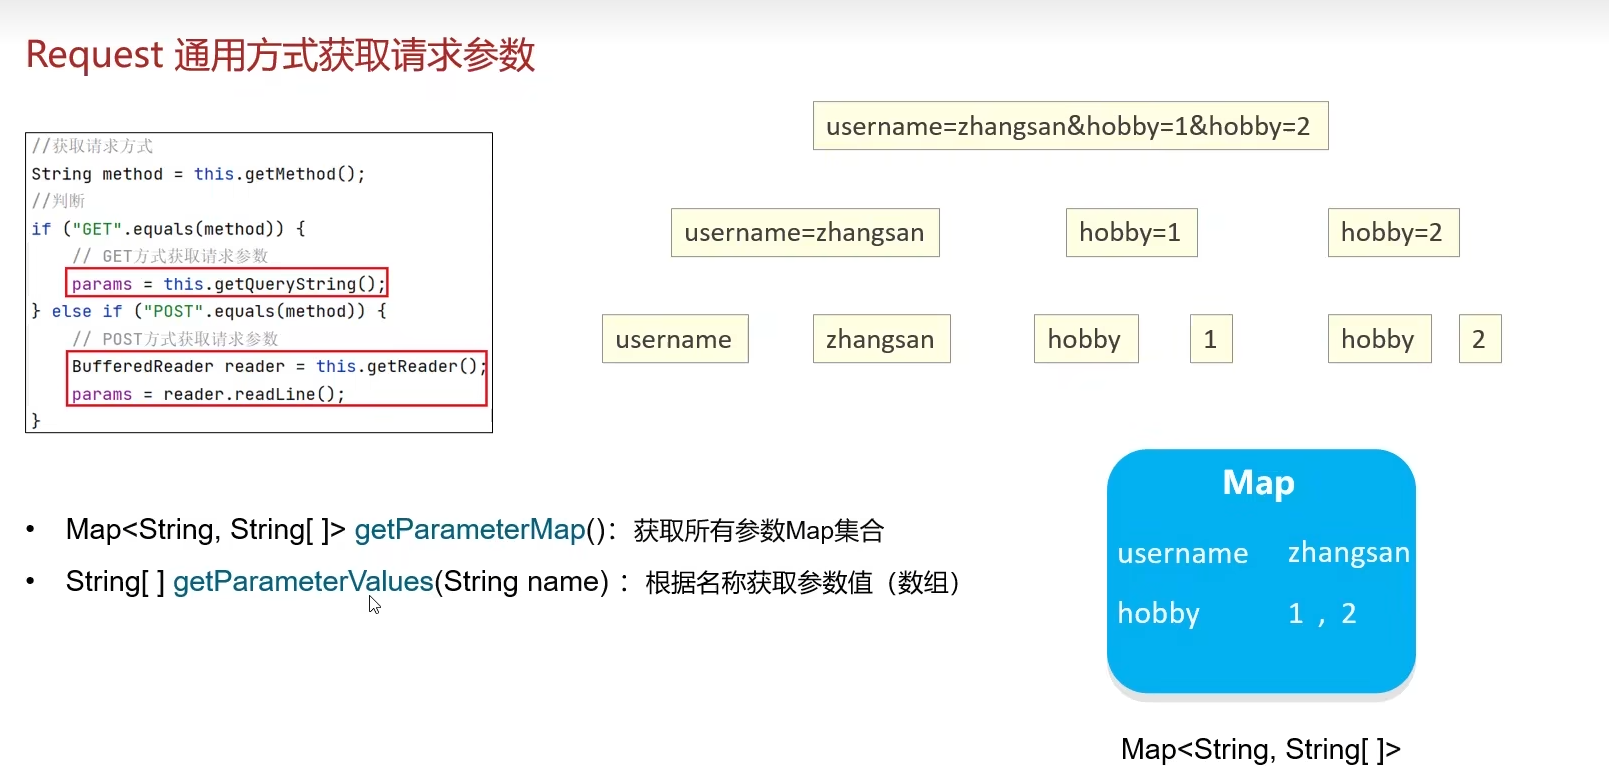 Request 通用方式获取请求参数
//获取请求方式
String method = this.getMethod();
//判断
if ("GET".equals(method)) {
// GET方式获取请求参数
params = this.getQueryString();
} else if ("POST".equals(method)) {
// POST方式获取请求参数
BufferedReader reader = this.getReader();
params = reader.readLine();
}
username=zhangsan&hobby=1&hobby=2
username=zhangsan hobby=1 hobby=2
username zhangsan hobby 1 hobby 2
• Map<String, String[ ]> getParameterMap()：获取所有参数Map集合
• String[ ] getParameterValues(String name) ：根据名称获取参数值（数组）
Map
username zhangsan
hobby 1 , 2
Map<String, String[ ]>